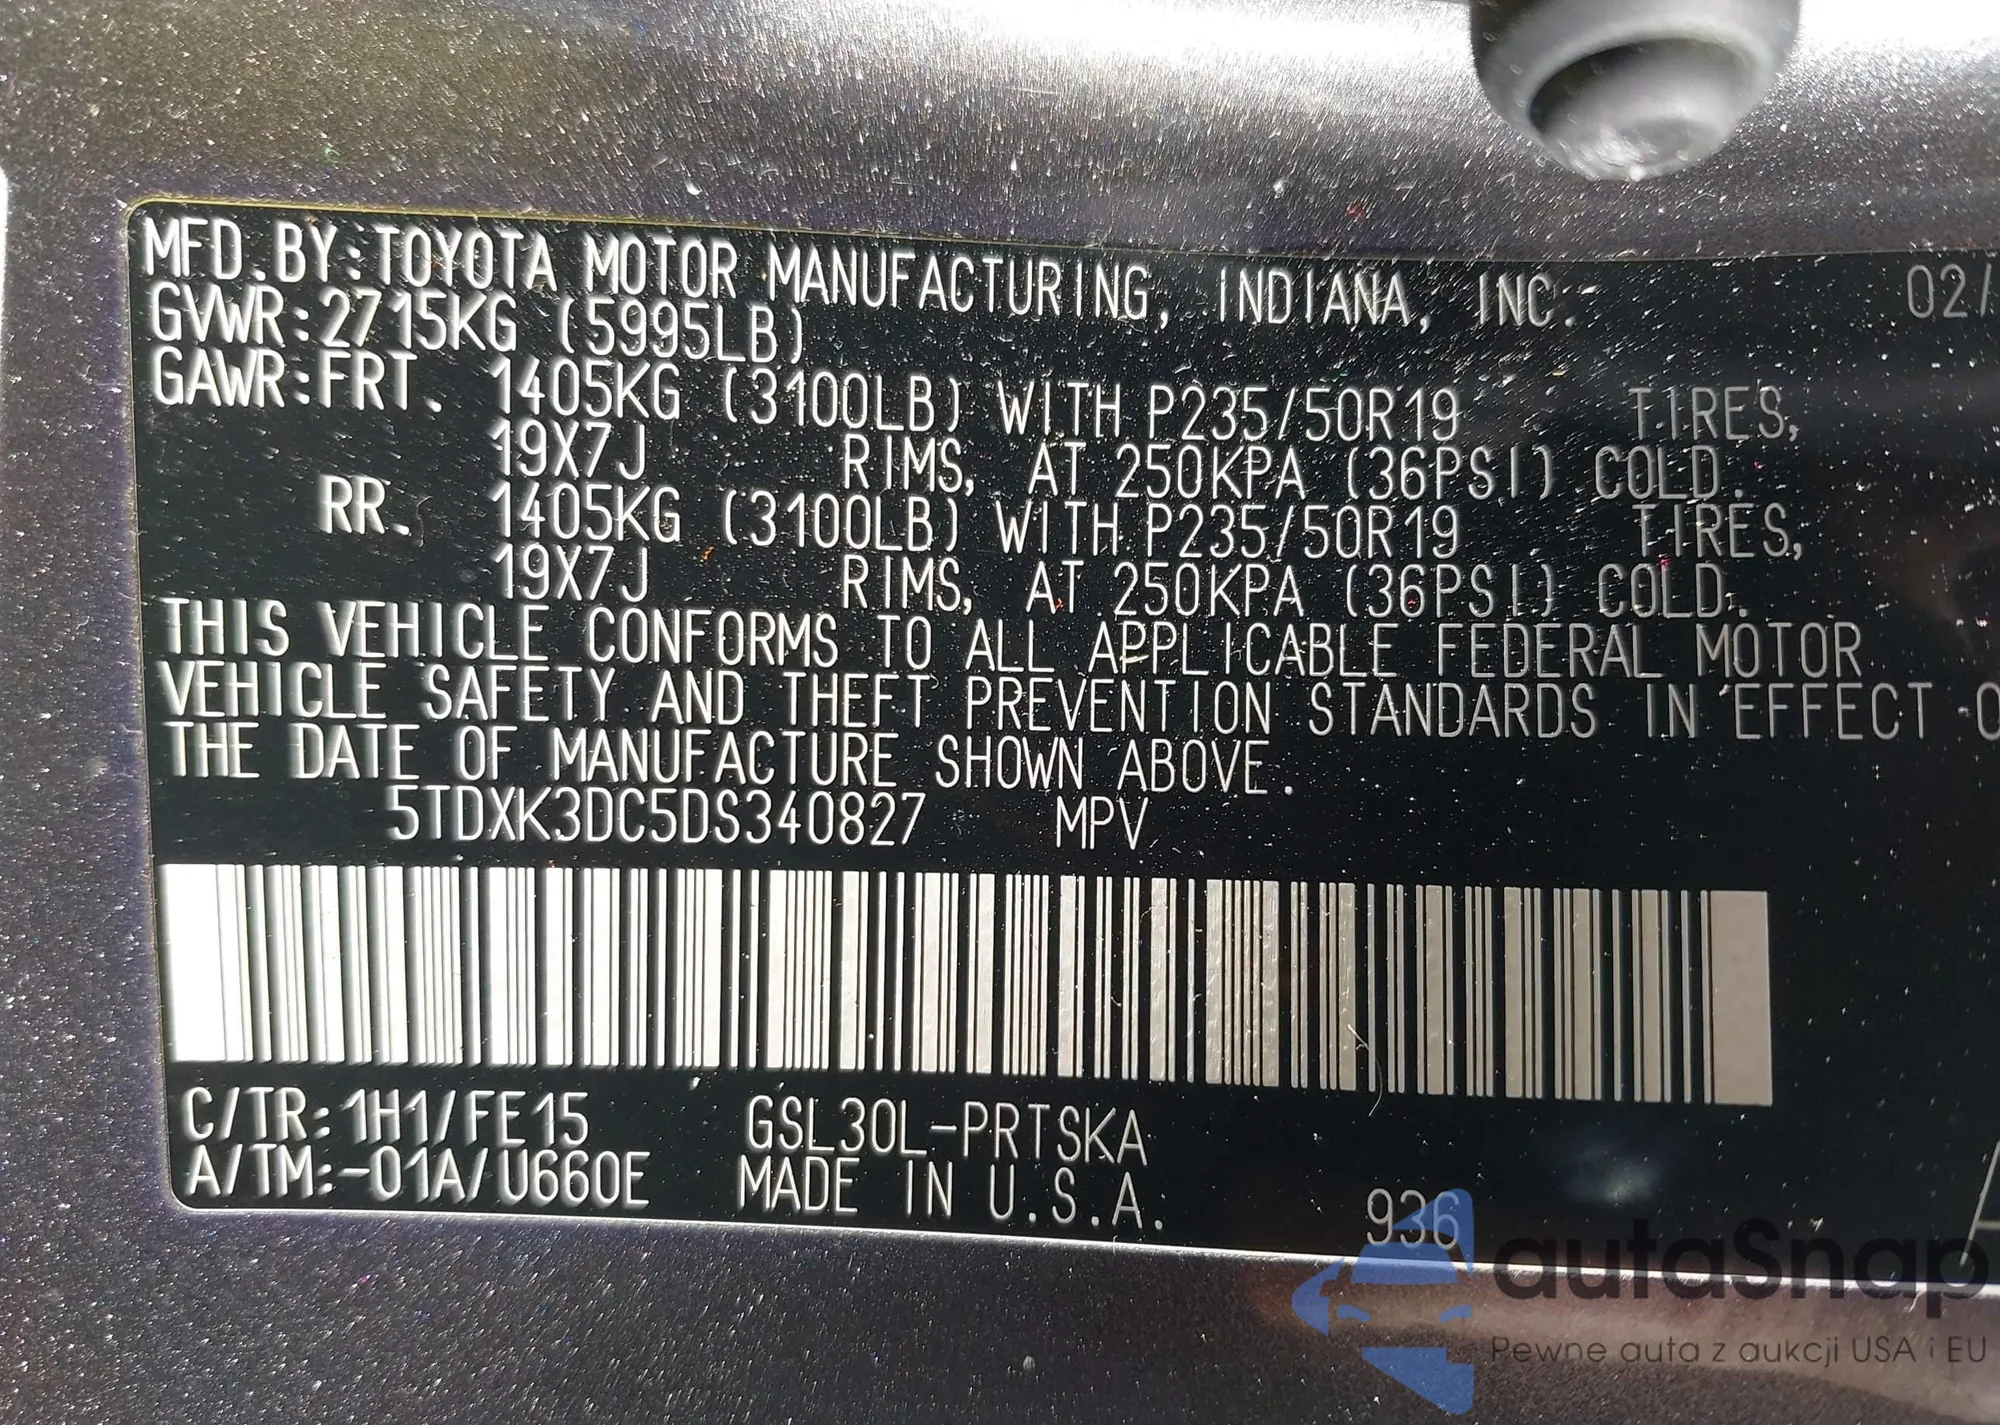 MFD.BY:TOYOTA MOTOR MANUFACTURING, INDIANA, INC. 02/
GVWR:2715KG (5995LB)
GAWR:FRT. 1405KG (3100LB) WITH P235/50R19 TIRES,
19X7J RIMS, AT 250KPA (36PSI) COLD.
RR. 1405KG (3100LB) WITH P235/50R19 TIRES,
19X7J RIMS, AT 250KPA (36PSI) COLD.
THIS VEHICLE CONFORMS TO ALL APPLICABLE FEDERAL MOTOR
VEHICLE SAFETY AND THEFT PREVENTION STANDARDS IN EFFECT O
THE DATE OF MANUFACTURE SHOWN ABOVE.
5TDXK3DC5DS340827 MPV
C/TR:1H1/FE15 GSL30L-PRTSKA
A/TM:-01A/U660E MADE IN U.S.A. 936
autaSnap
Pewne auta z aukcji USA i EU